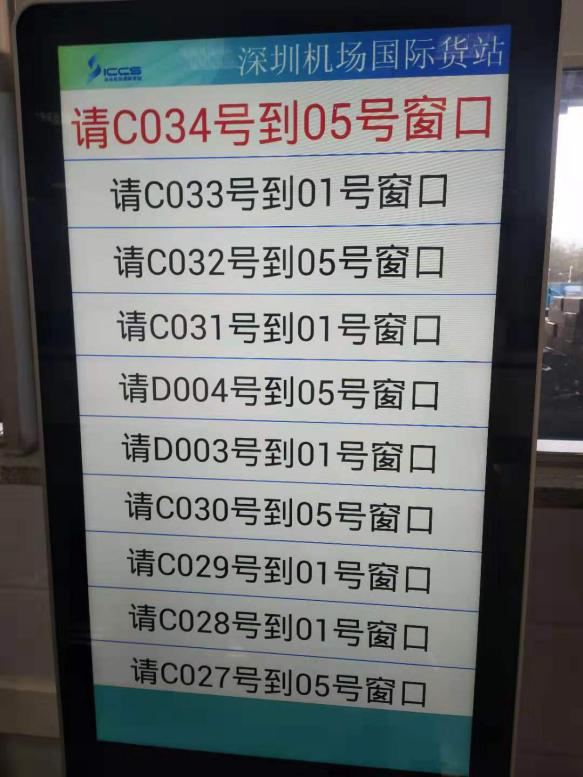 ICCS
深圳机场国际货站
请C034号到05号窗口
请C033号到01号窗口
请C032号到05号窗口
请C031号到01号窗口
请D004号到05号窗口
请D003号到01号窗口
请C030号到05号窗口
请C029号到01号窗口
请C028号到01号窗口
请C027号到05号窗口